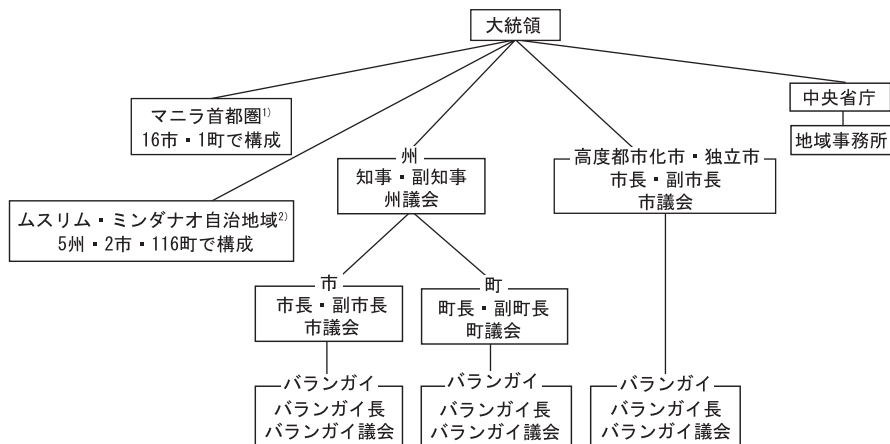 大統領
マニラ首都圏1)
16市・1町で構成
中央省庁
地域事務所
ムスリム・ミンダナオ自治地域2)
5州・2市・116町で構成
州
知事・副知事
州議会
高度都市化市・独立市
市長・副市長
市議会
市
市長・副市長
市議会
町
町長・副町長
町議会
バランガイ
バランガイ長
バランガイ議会
バランガイ
バランガイ長
バランガイ議会
バランガイ
バランガイ長
バランガイ議会